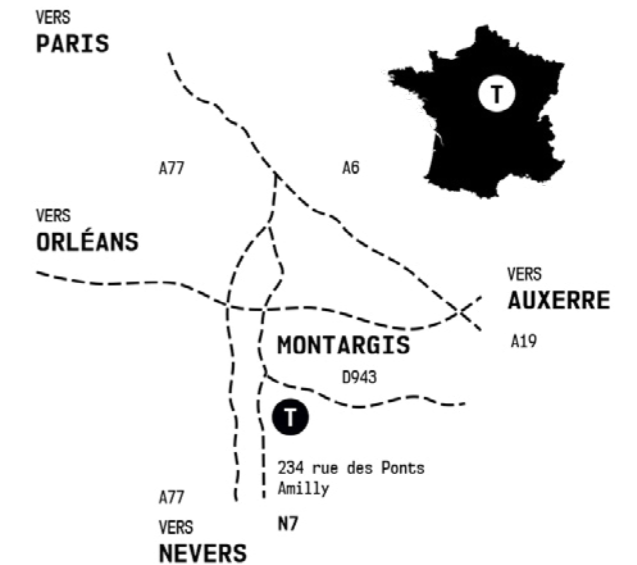 VERS
PARIS
T
A77
A6
VERS
ORLÉANS
VERS
AUXERRE
A19
MONTARGIS
D943
T
234 rue des Ponts
Amilly
A77
N7
VERS
NEVERS